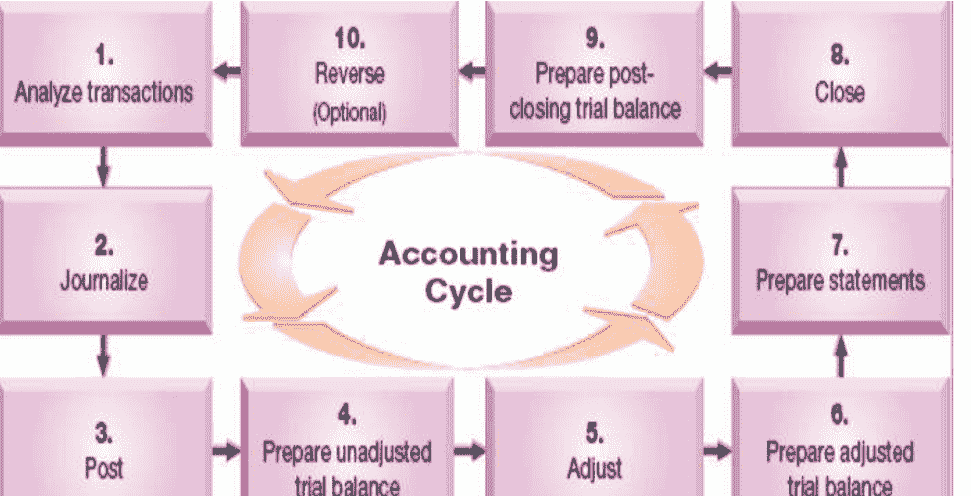 1.
Analyze transactions
10.
Reverse
(Optional)
9.
Prepare post-
closing trial balance
8.
Close
2.
Journalize
Accounting
Cycle
7.
Prepare statements
3.
Post
4.
Prepare unadjusted
trial balance
5.
Adjust
6.
Prepare adjusted
trial balance